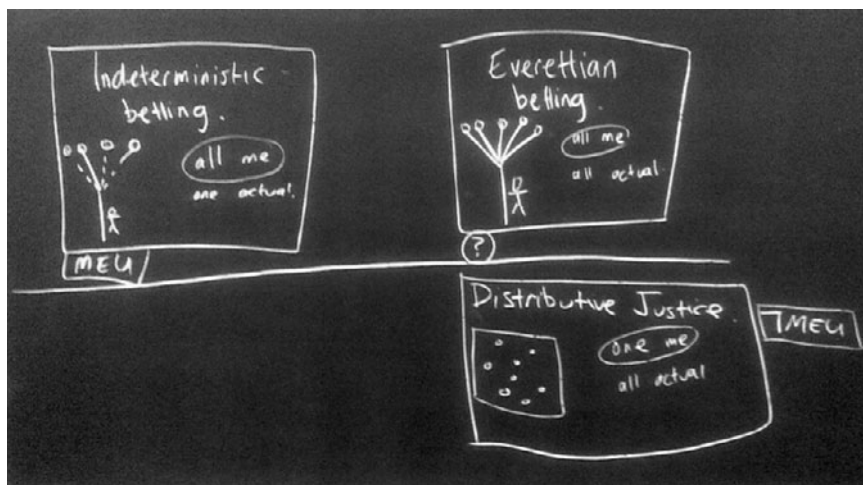 Indeterministic
betting.
all me
one actual.
MEU
Everettian
betting.
all me
all actual.
?
Distributive Justice.
one me
all actual
¬MEU